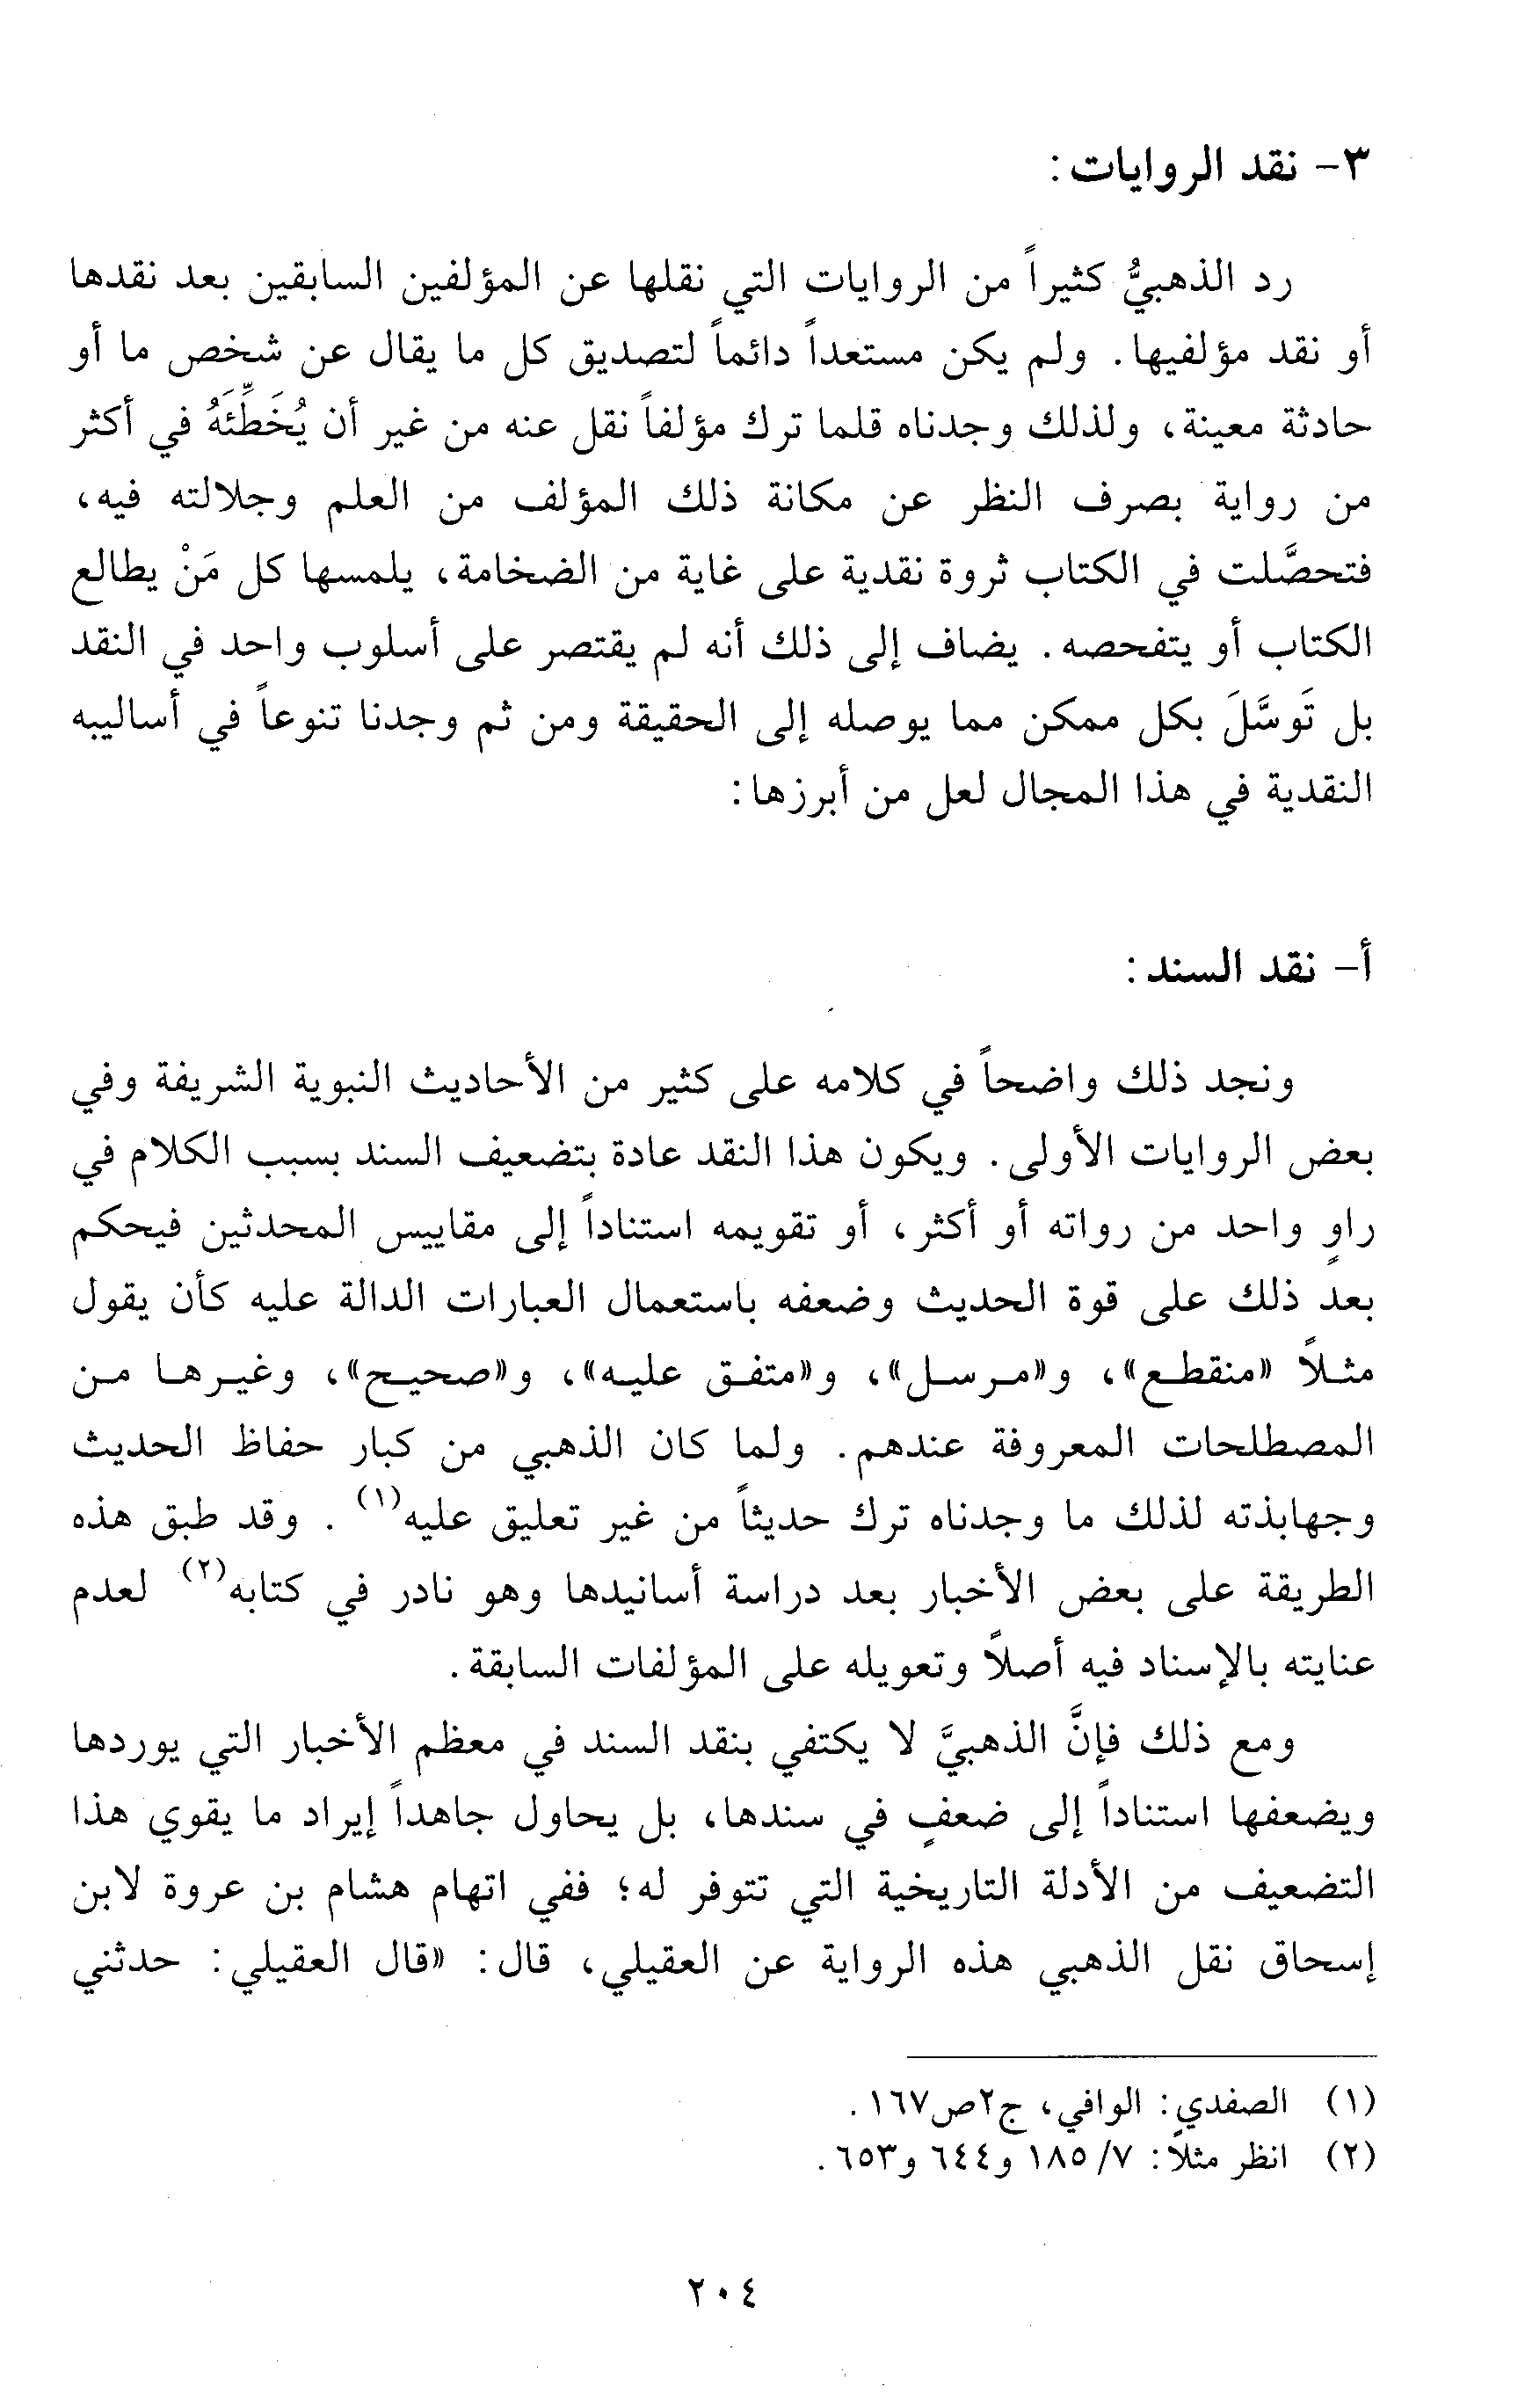 ٣- نقد الروايات:
رد الذهبيُّ كثيراً من الروايات التي نقلها عن المؤلفين السابقين بعد نقدها
أو نقد مؤلفيها. ولم يكن مستعداً دائماً لتصديق كل ما يقال عن شخص ما أو
حادثة معينة، ولذلك وجدناه قلما ترك مؤلفاً نقل عنه من غير أن يُخَطِّئَهُ في أكثر
من رواية بصرف النظر عن مكانة ذلك المؤلف من العلم وجلالته فيه،
فتحصَّلت في الكتاب ثروة نقدية على غاية من الضخامة، يلمسها كل مَنْ يطالع
الكتاب أو يتفحصه. يضاف إلى ذلك أنه لم يقتصر على أسلوب واحد في النقد
بل تَوسَّلَ بكل ممكن مما يوصله إلى الحقيقة ومن ثم وجدنا تنوعاً في أساليبه
النقدية في هذا المجال لعل من أبرزها:
أ- نقد السند:
ونجد ذلك واضحاً في كلامه على كثير من الأحاديث النبوية الشريفة وفي
بعض الروايات الأولى. ويكون هذا النقد عادة بتضعيف السند بسبب الكلام في
راوٍ واحد من رواته أو أكثر، أو تقويمه استناداً إلى مقاييس المحدثين فيحكم
بعد ذلك على قوة الحديث وضعفه باستعمال العبارات الدالة عليه كأن يقول
مثلاً «منقطع»، و«مرسل»، و«متفق عليه»، و«صحيح»، وغيرها من
المصطلحات المعروفة عندهم. ولما كان الذهبي من كبار حفاظ الحديث
وجهابذته لذلك ما وجدناه ترك حديثاً من غير تعليق عليه(١). وقد طبق هذه
الطريقة على بعض الأخبار بعد دراسة أسانيدها وهو نادر في كتابه(٢) لعدم
عنايته بالإسناد فيه أصلاً وتعويله على المؤلفات السابقة.
ومع ذلك فإنَّ الذهبيَّ لا يكتفي بنقد السند في معظم الأخبار التي يوردها
ويضعفها استناداً إلى ضعفٍ في سندها، بل يحاول جاهداً إيراد ما يقوي هذا
التضعيف من الأدلة التاريخية التي تتوفر له؛ ففي اتهام هشام بن عروة لابن
إسحاق نقل الذهبي هذه الرواية عن العقيلي، قال: «قال العقيلي: حدثني
(١) الصفدي: الوافي، ج٢ص١٦٧.
(٢) انظر مثلاً: ٧/ ١٨٥ و٦٤٤ و٦٥٣.
٢٠٤